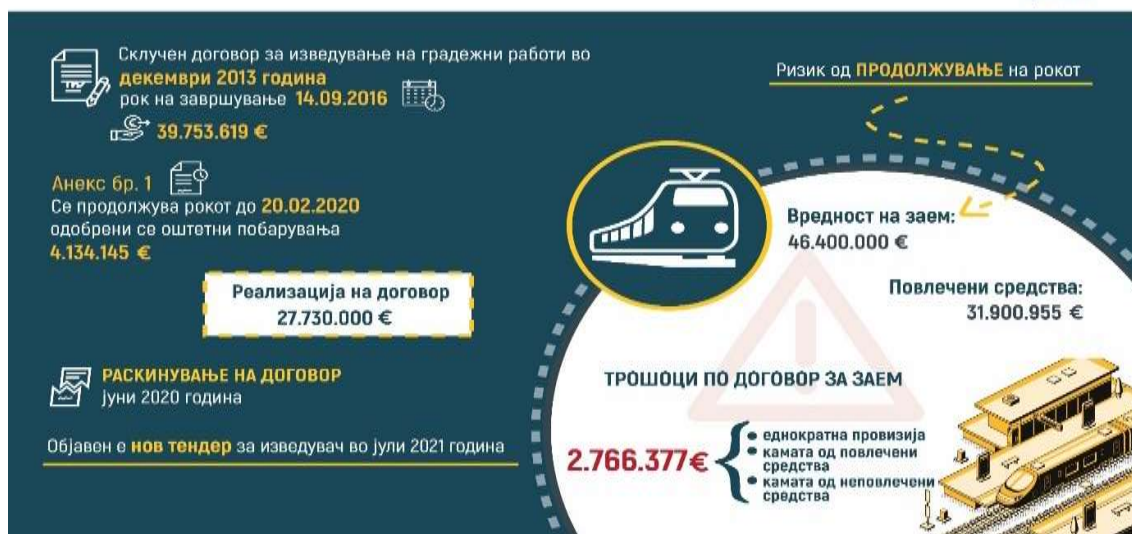 Склучен договор за изведување на градежни работи во
декември 2013 година
рок на завршување 14.09.2016
39.753.619 €
Анекс бр. 1
Се продолжува рокот до 20.02.2020
одобрени се оштетни побарувања
4.134.145 €
Реализација на договор
27.730.000 €
РАСКИНУВАЊЕ НА ДОГОВОР
јуни 2020 година
Објавен е нов тендер за изведувач во јули 2021 година
Ризик од ПРОДОЛЖУВАЊЕ на рокот
Вредност на заем:
46.400.000 €
Повлечени средства:
31.900.955 €
ТРОШОЦИ ПО ДОГОВОР ЗА ЗАЕМ
2.766.377€
• еднократна провизија
• камата од повлечени
средства
• камата од неповлечени
средства